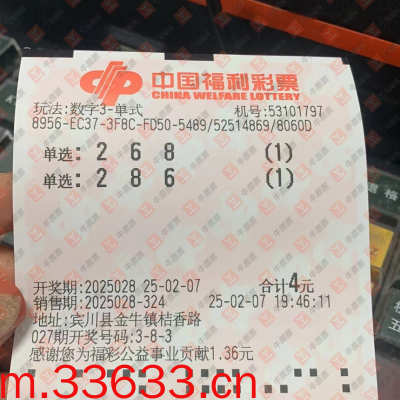 中国福利彩票
CHINA WELFARE LOTTERY
玩法:数字3-单式 机号:53101797
8956-EC37-3F8C-FD50-5489/52514869/8060D
单选: 2 6 8 (1)
单选: 2 8 6 (1)
开奖期:2025028 25-02-07 合计4元
销售期:2025028-324 25-02-07 19:46:11
地址:宾川县金牛镇桔香路
027期开奖号码:3-8-3
感谢您为福彩公益事业贡献1.36元
m.33633.cn